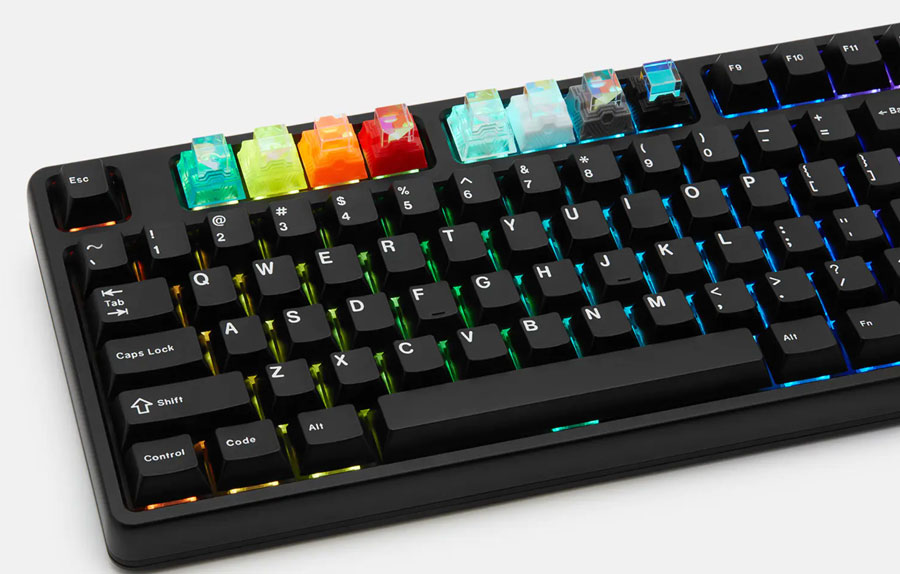 Esc F9 F10 F11
~ ! @ # $ % ^ & * ( ) _ +
` 1 2 3 4 5 6 7 8 9 0 - = ← Ba
Tab Q W E R T Y U I O P { [ } ]
Caps Lock A S D F G H J K L : ; " '
Shift Z X C V B N M < , > . ? /
Control Code Alt Alt Fn